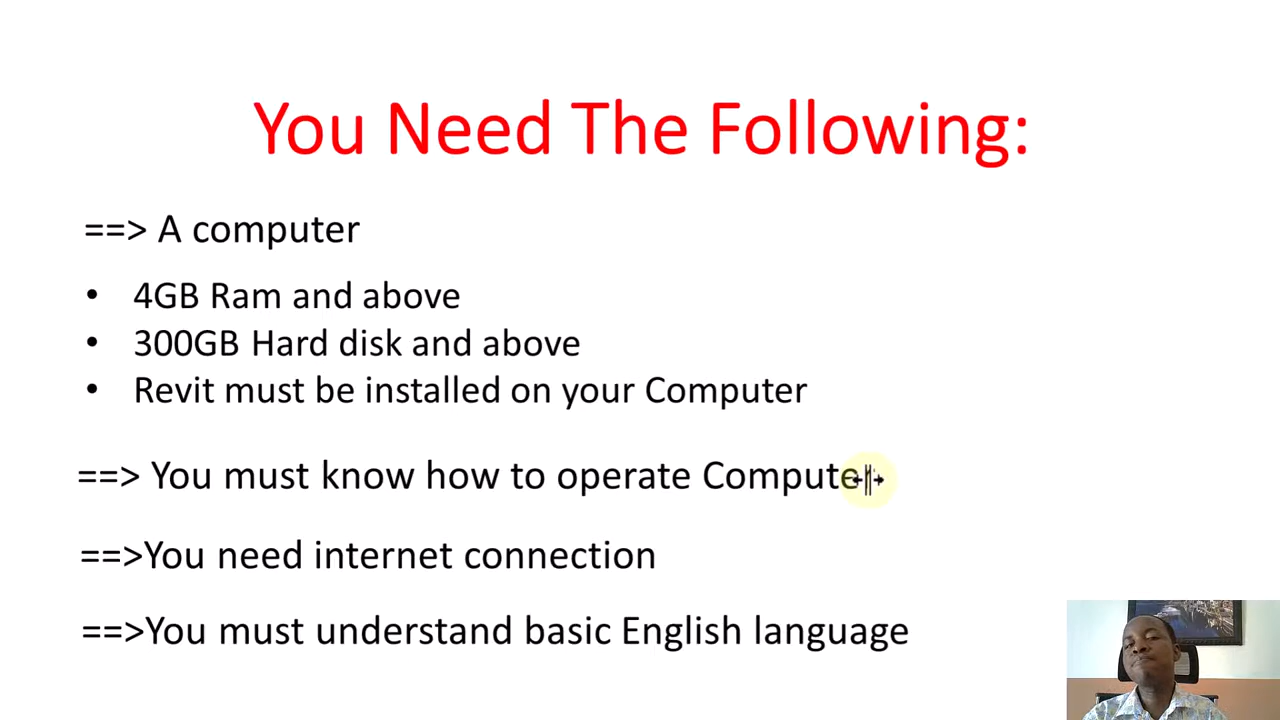 You Need The Following:
==> A computer
• 4GB Ram and above
• 300GB Hard disk and above
• Revit must be installed on your Computer
==> You must know how to operate Compute
==>You need internet connection
==>You must understand basic English language